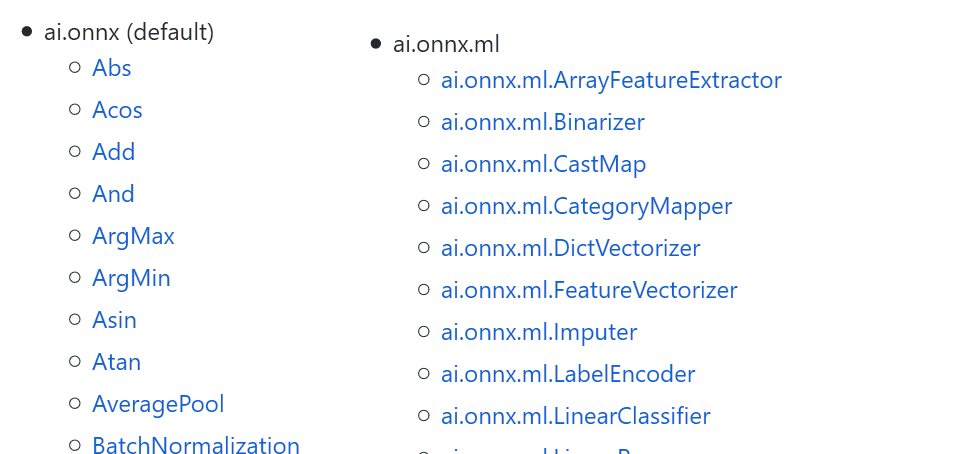 ai.onnx (default)
Abs
Acos
Add
And
ArgMax
ArgMin
Asin
Atan
AveragePool
BatchNormalization
ai.onnx.ml
ai.onnx.ml.ArrayFeatureExtractor
ai.onnx.ml.Binarizer
ai.onnx.ml.CastMap
ai.onnx.ml.CategoryMapper
ai.onnx.ml.DictVectorizer
ai.onnx.ml.FeatureVectorizer
ai.onnx.ml.Imputer
ai.onnx.ml.LabelEncoder
ai.onnx.ml.LinearClassifier